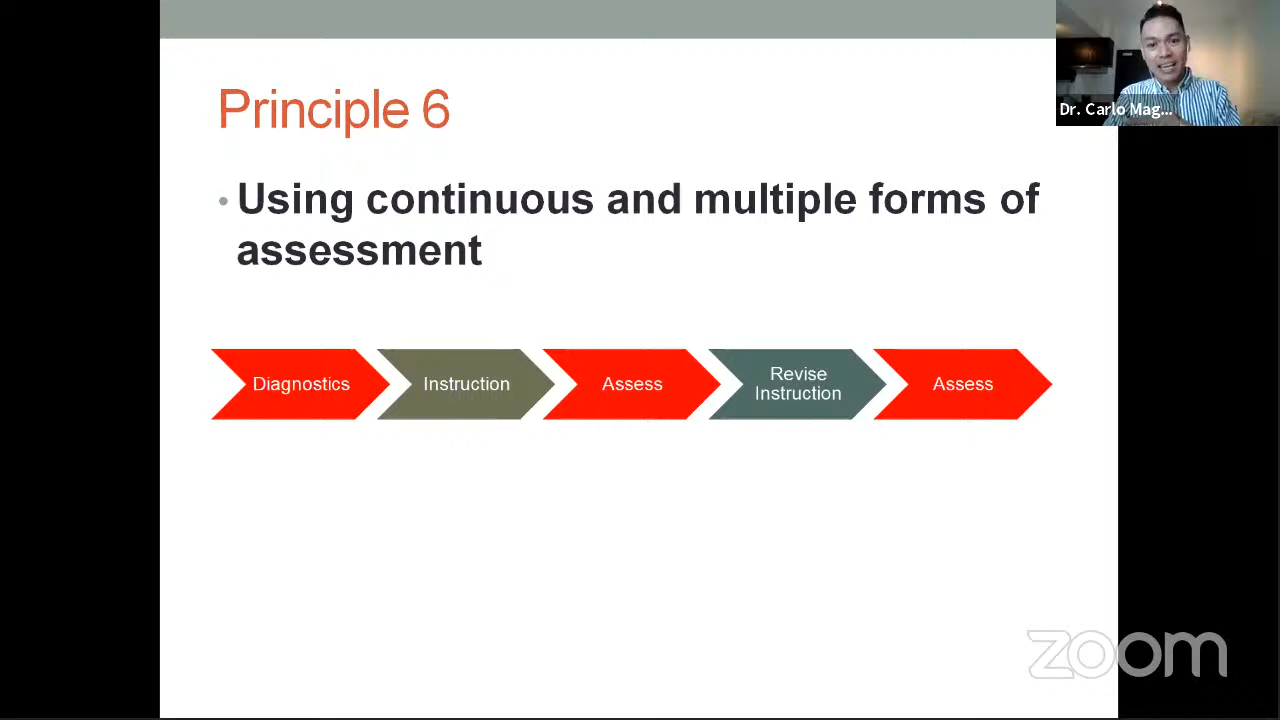 Principle 6
• Using continuous and multiple forms of
assessment
Diagnostics
Instruction
Assess
Revise
Instruction
Assess
Dr. Carlo Mag...
zoom